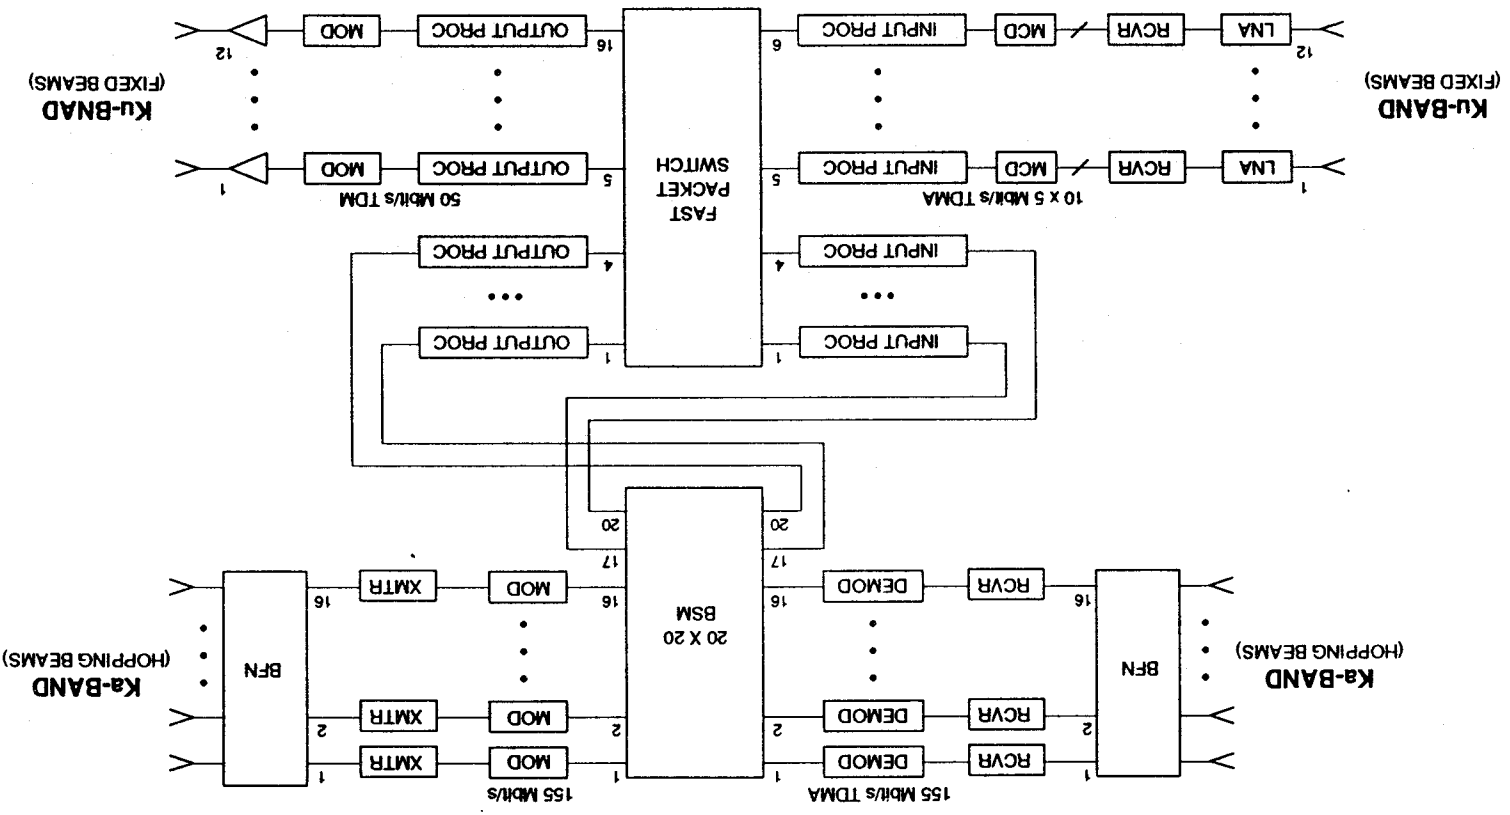 155 Mbit/s TDMA
155 Mbit/s
1 RCVR DEMOD 1
1 MOD XMTR 1
2 RCVR DEMOD 2
2 MOD XMTR 2
Ka-BAND
(HOPPING BEAMS)
BFN
20 X 20
BSM
BFN
Ka-BAND
(HOPPING BEAMS)
16 RCVR DEMOD 16
16 MOD XMTR 16
17
17
20
20
INPUT PROC 1
1 OUTPUT PROC
INPUT PROC 4
4 OUTPUT PROC
10 x 5 Mbit/s TDMA
FAST
PACKET
SWITCH
50 Mbit/s TDM
1 LNA RCVR MCD INPUT PROC 5
5 OUTPUT PROC MOD 1
Ku-BAND
(FIXED BEAMS)
Ku-BNAD
(FIXED BEAMS)
12 LNA RCVR MCD INPUT PROC 6
16 OUTPUT PROC MOD 12